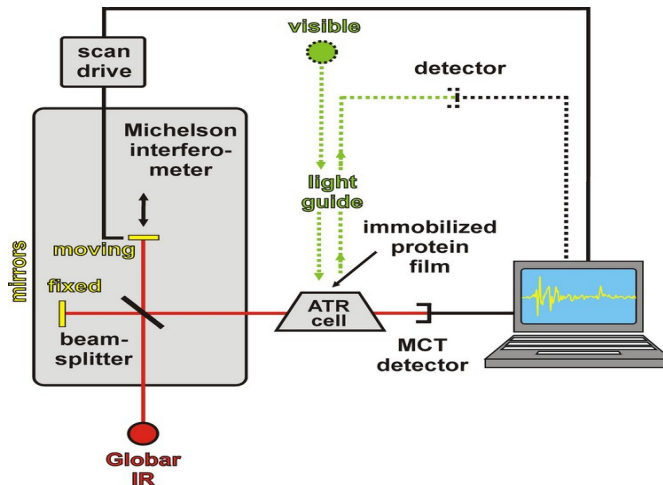 scan
drive
visible
detector
Michelson
interfero-
meter
light
guide
immobilized
protein
film
mirrors
moving
fixed
beam-
splitter
ATR
cell
MCT
detector
Globar
IR